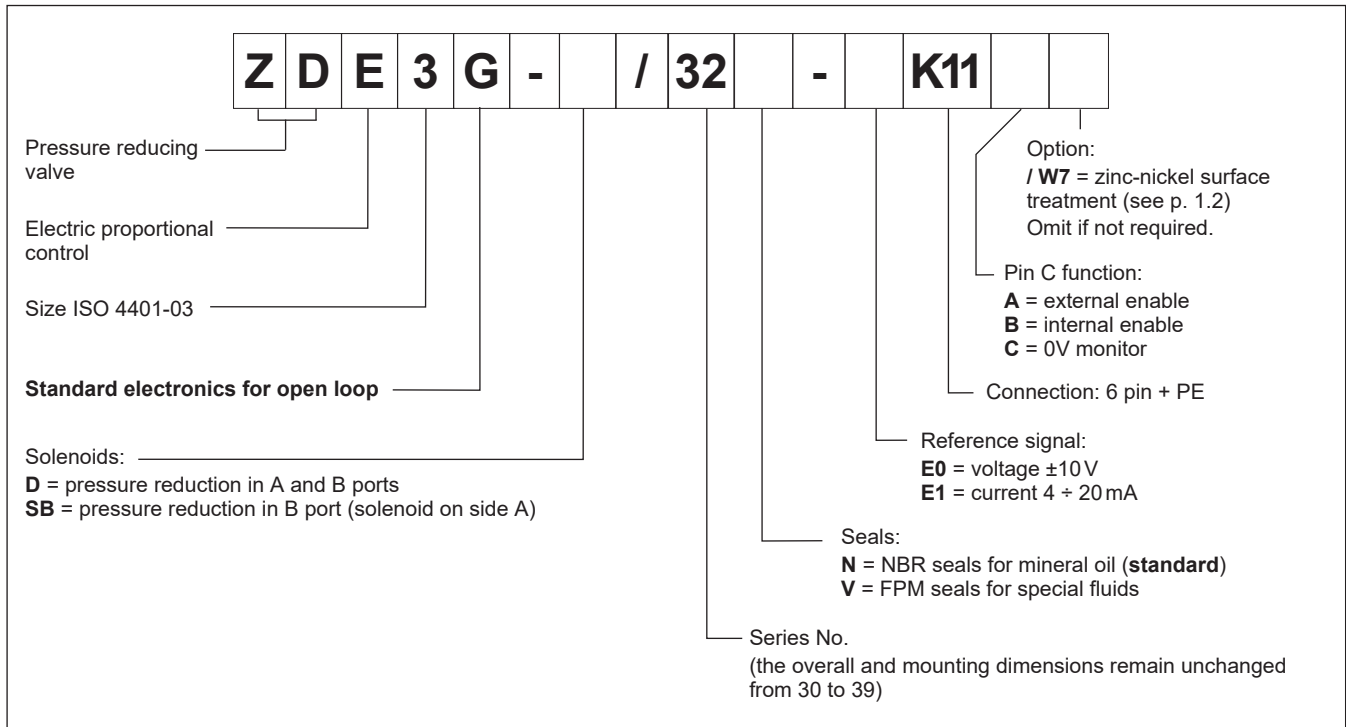 Z D E 3 G - / 32 - K11
Pressure reducing
valve
Electric proportional
control
Size ISO 4401-03
Standard electronics for open loop
Solenoids:
D = pressure reduction in A and B ports
SB = pressure reduction in B port (solenoid on side A)
Option:
/ W7 = zinc-nickel surface
treatment (see p. 1.2)
Omit if not required.
Pin C function:
A = external enable
B = internal enable
C = 0V monitor
Connection: 6 pin + PE
Reference signal:
E0 = voltage ±10 V
E1 = current 4 ÷ 20 mA
Seals:
N = NBR seals for mineral oil (standard)
V = FPM seals for special fluids
Series No.
(the overall and mounting dimensions remain unchanged
from 30 to 39)